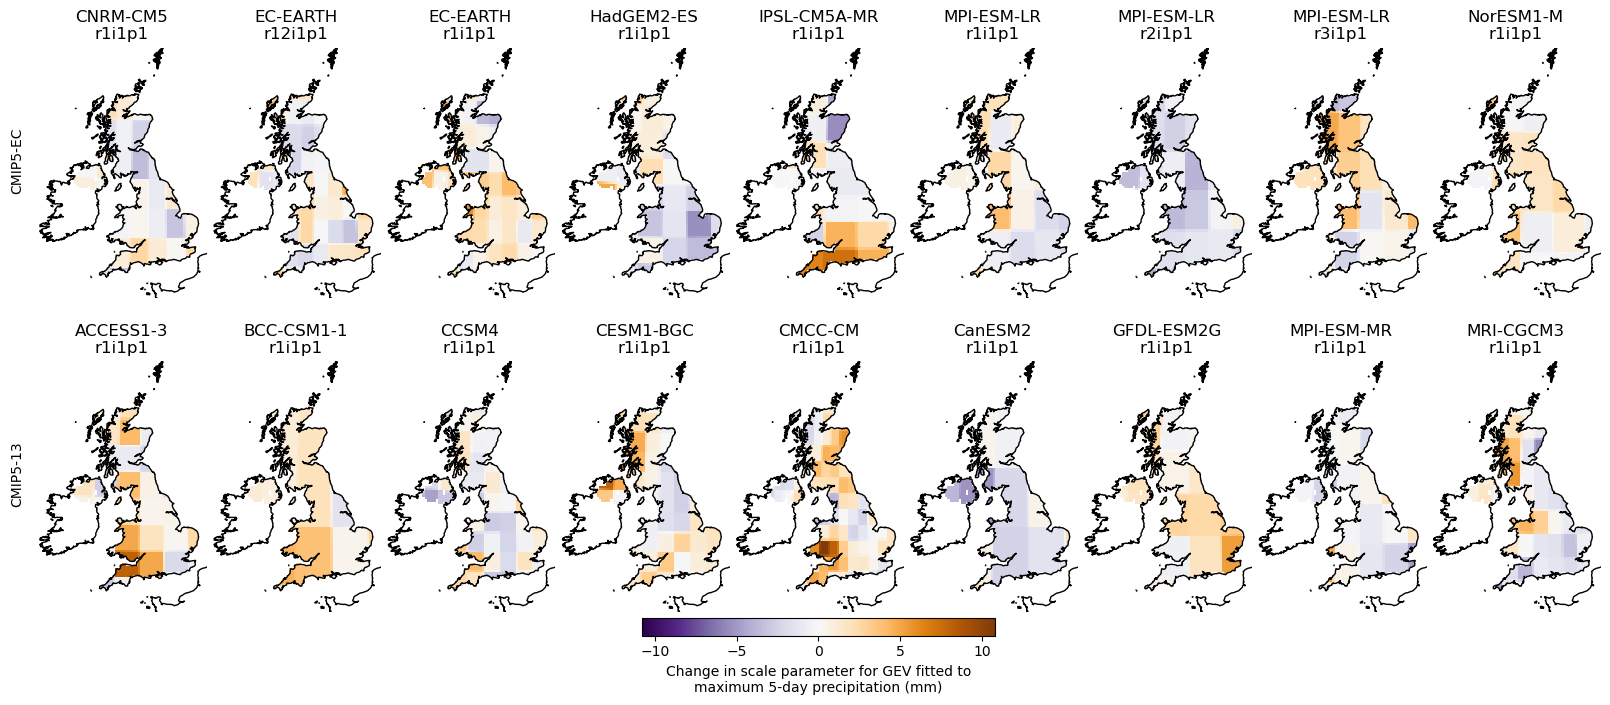 CNRM-CM5
r1i1p1
EC-EARTH
r12i1p1
EC-EARTH
r1i1p1
HadGEM2-ES
r1i1p1
IPSL-CM5A-MR
r1i1p1
MPI-ESM-LR
r1i1p1
MPI-ESM-LR
r2i1p1
MPI-ESM-LR
r3i1p1
NorESM1-M
r1i1p1
CMIP5-EC
ACCESS1-3
r1i1p1
BCC-CSM1-1
r1i1p1
CCSM4
r1i1p1
CESM1-BGC
r1i1p1
CMCC-CM
r1i1p1
CanESM2
r1i1p1
GFDL-ESM2G
r1i1p1
MPI-ESM-MR
r1i1p1
MRI-CGCM3
r1i1p1
CMIP5-13
−10 −5 0 5 10
Change in scale parameter for GEV fitted to
maximum 5-day precipitation (mm)